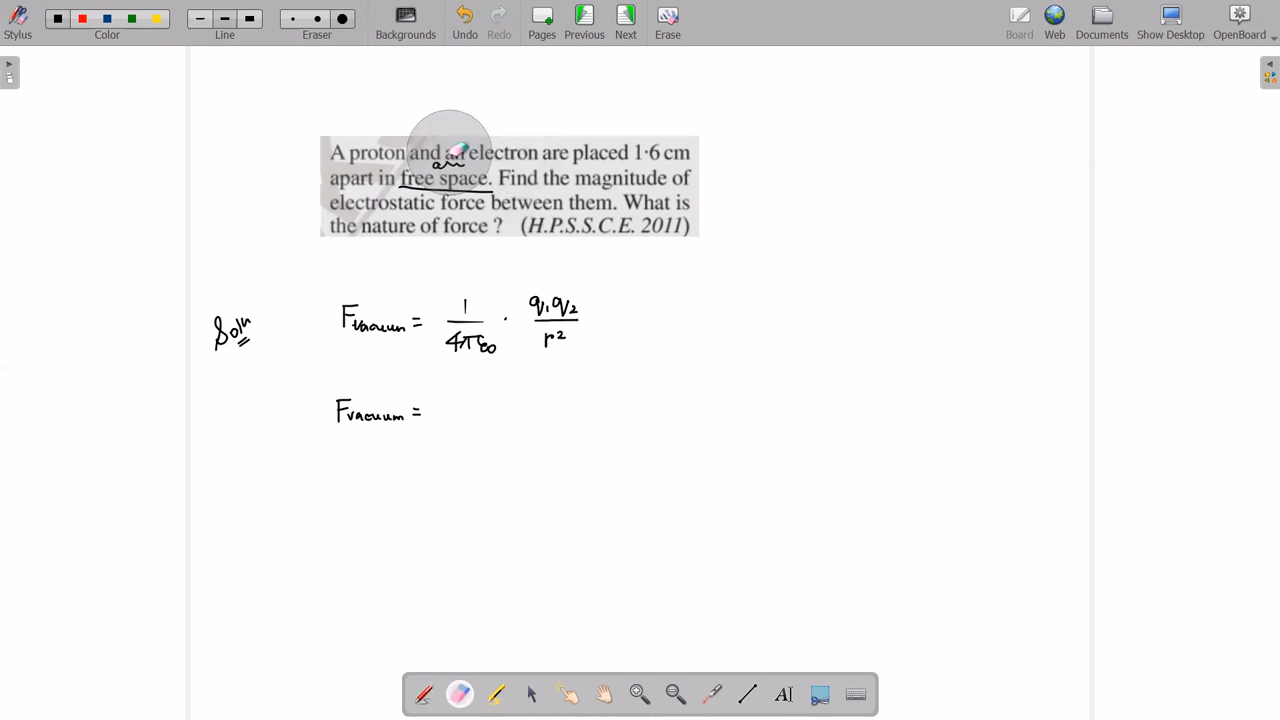 Stylus Color Line Eraser Backgrounds Undo Redo Pages Previous Next Erase Board Web Documents Show Desktop OpenBoard
A proton and an electron are placed 1·6 cm
air
apart in free space. Find the magnitude of
electrostatic force between them. What is
the nature of force ? (H.P.S.S.C.E. 2011)
Solⁿ
Fvacuum = 1/4πε₀ · q₁q₂/r²
Fvacuum =